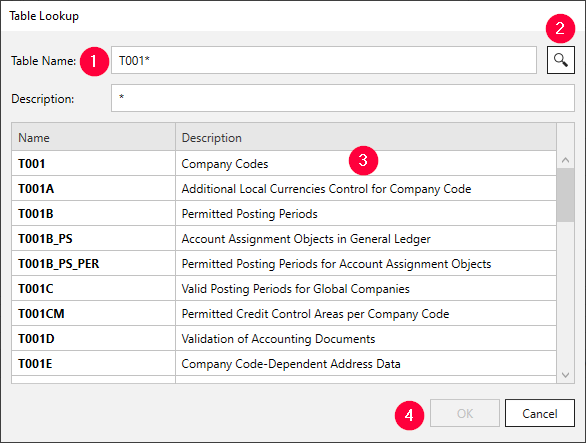 Table Lookup
2
Table Name: 1 T001*
Description: *
Name Description
T001 Company Codes 3
T001A Additional Local Currencies Control for Company Code
T001B Permitted Posting Periods
T001B_PS Account Assignment Objects in General Ledger
T001B_PS_PER Permitted Posting Periods for Account Assignment Objects
T001C Valid Posting Periods for Global Companies
T001CM Permitted Credit Control Areas per Company Code
T001D Validation of Accounting Documents
T001E Company Code-Dependent Address Data
4 OK Cancel